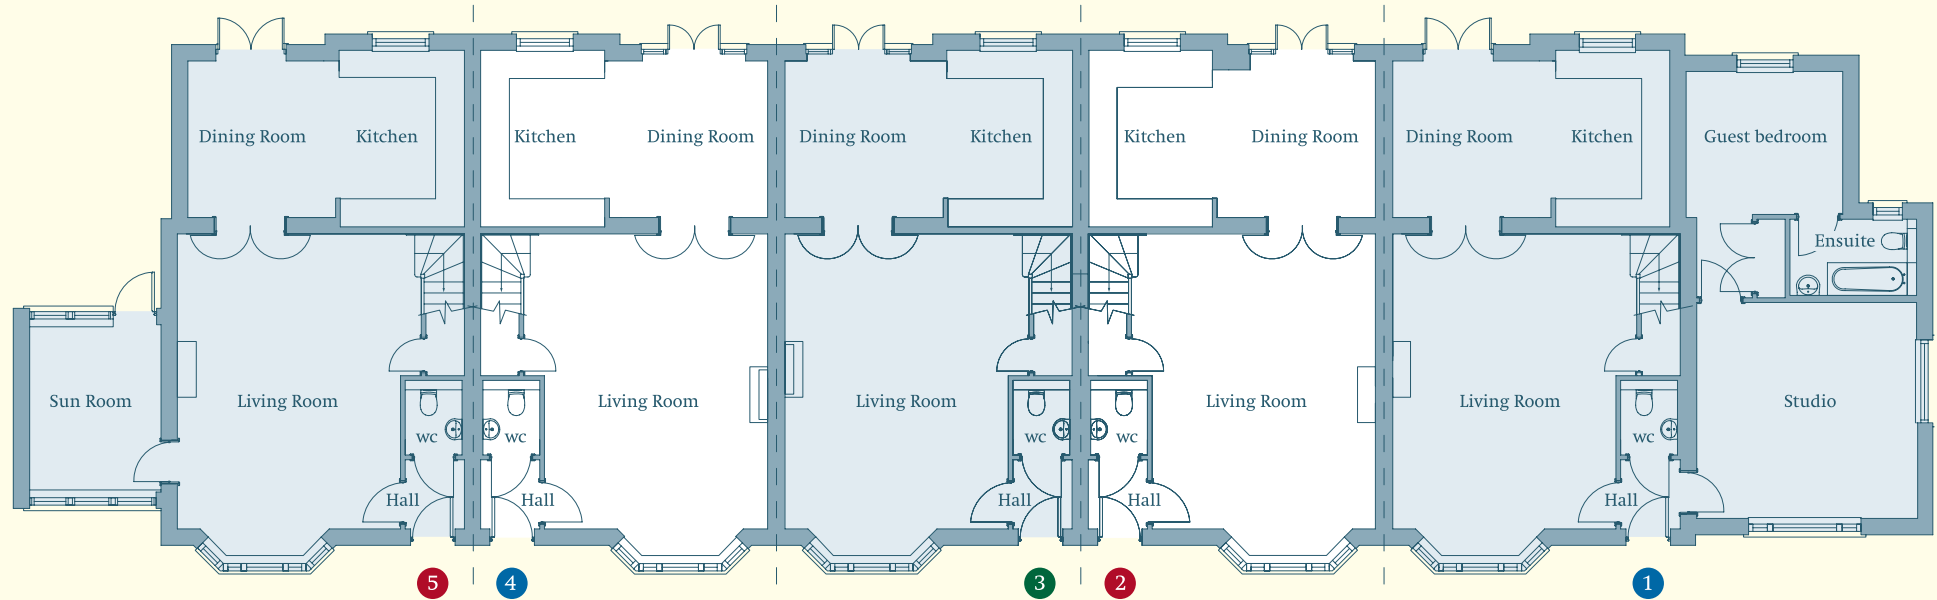 Dining Room Kitchen Kitchen Dining Room Dining Room Kitchen Kitchen Dining Room Dining Room Kitchen Guest bedroom
Ensuite
Sun Room Living Room Living Room Living Room Living Room Living Room Studio
wc wc wc wc wc
Hall Hall Hall Hall Hall
5 4 3 2 1